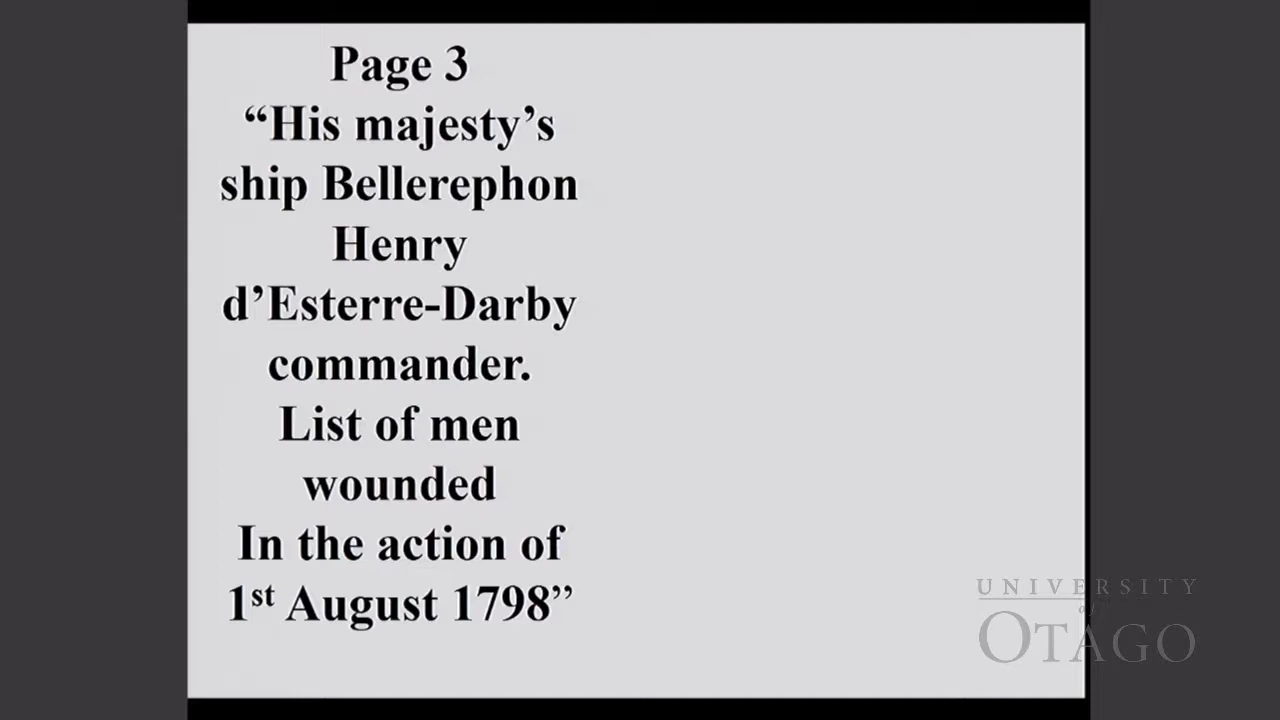 Page 3
“His majesty’s
ship Bellerephon
Henry
d’Esterre-Darby
commander.
List of men
wounded
In the action of
1st August 1798”
UNIVERSITY
of
OTAGO